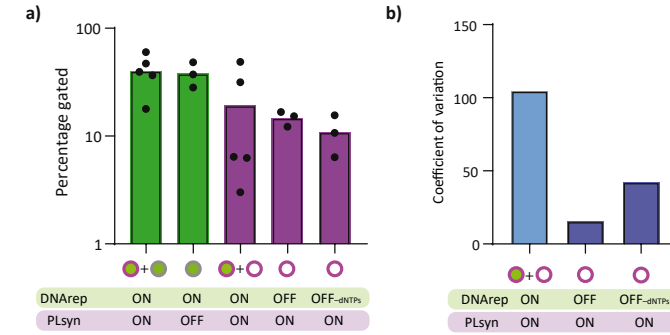 a)
Percentage gated
100
10
1
+ +
DNArep ON ON ON OFF OFF-dNTPs
PLsyn ON OFF ON ON ON
b)
Coefficient of variation
150
100
50
0
+
DNArep ON OFF OFF-dNTPs
PLsyn ON ON ON